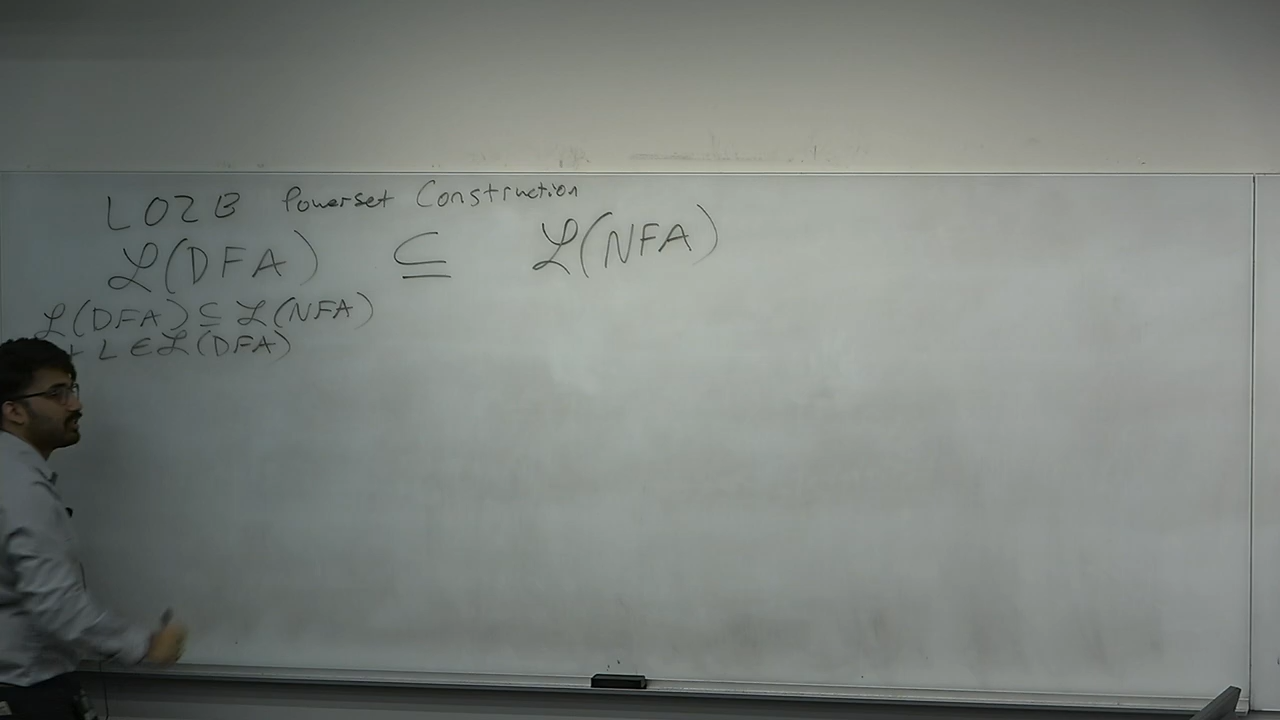 L02B Powerset Construction
ℒ(DFA) ⊆ ℒ(NFA)
ℒ(DFA) ⊆ ℒ(NFA)
L ∈ ℒ(DFA)